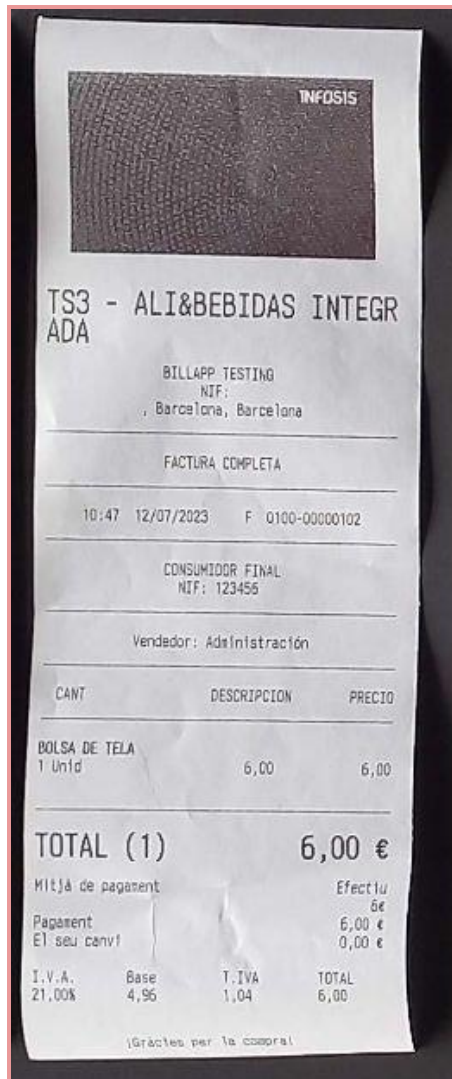 INFOSIS
TS3 - ALI&BEBIDAS INTEGR
ADA
BILLAPP TESTING
NIF:
, Barcelona, Barcelona
FACTURA COMPLETA
10:47 12/07/2023 F 0100-00000102
CONSUMIDOR FINAL
NIF: 123456
Vendedor: Administración
CANT DESCRIPCION PRECIO
BOLSA DE TELA
1 Unid 6,00 6,00
TOTAL (1) 6,00 €
Mitjà de pagament Efectiu
6€
Pagament 6,00 €
El seu canvi 0,00 €
I.V.A. Base T.IVA TOTAL
21.00% 4,96 1,04 6,00
¡Gràcies per la compra!